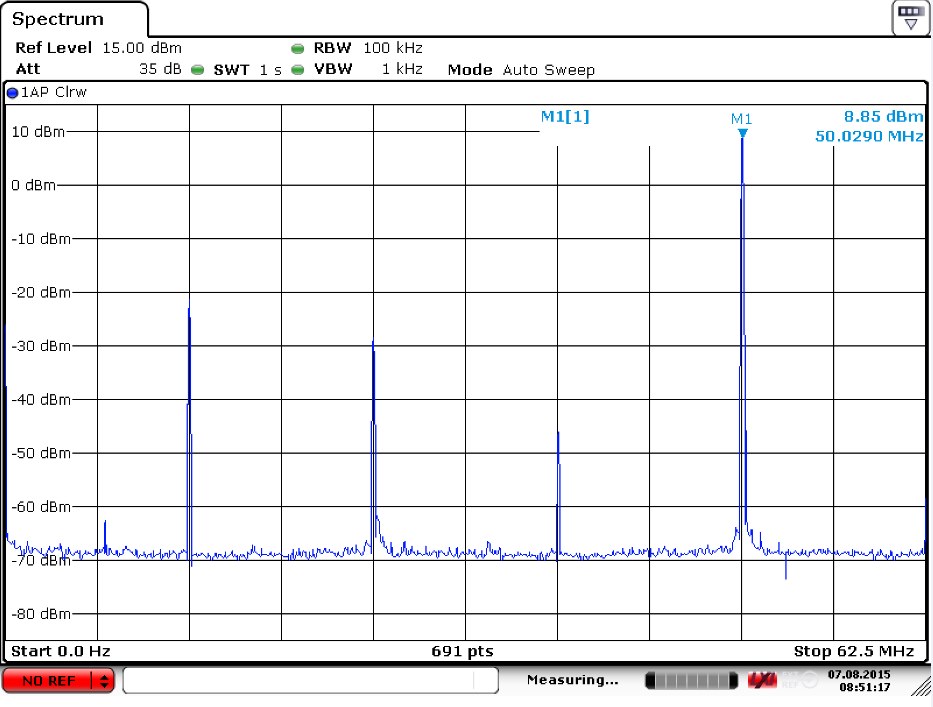 Spectrum
Ref Level 15.00 dBm RBW 100 kHz
Att 35 dB SWT 1 s VBW 1 kHz Mode Auto Sweep
1AP Clrw
M1[1] 8.85 dBm
50.0290 MHz
M1
10 dBm
0 dBm
-10 dBm
-20 dBm
-30 dBm
-40 dBm
-50 dBm
-60 dBm
-70 dBm
-80 dBm
Start 0.0 Hz 691 pts Stop 62.5 MHz
NO REF Measuring... LXI 07.08.2015
08:51:17